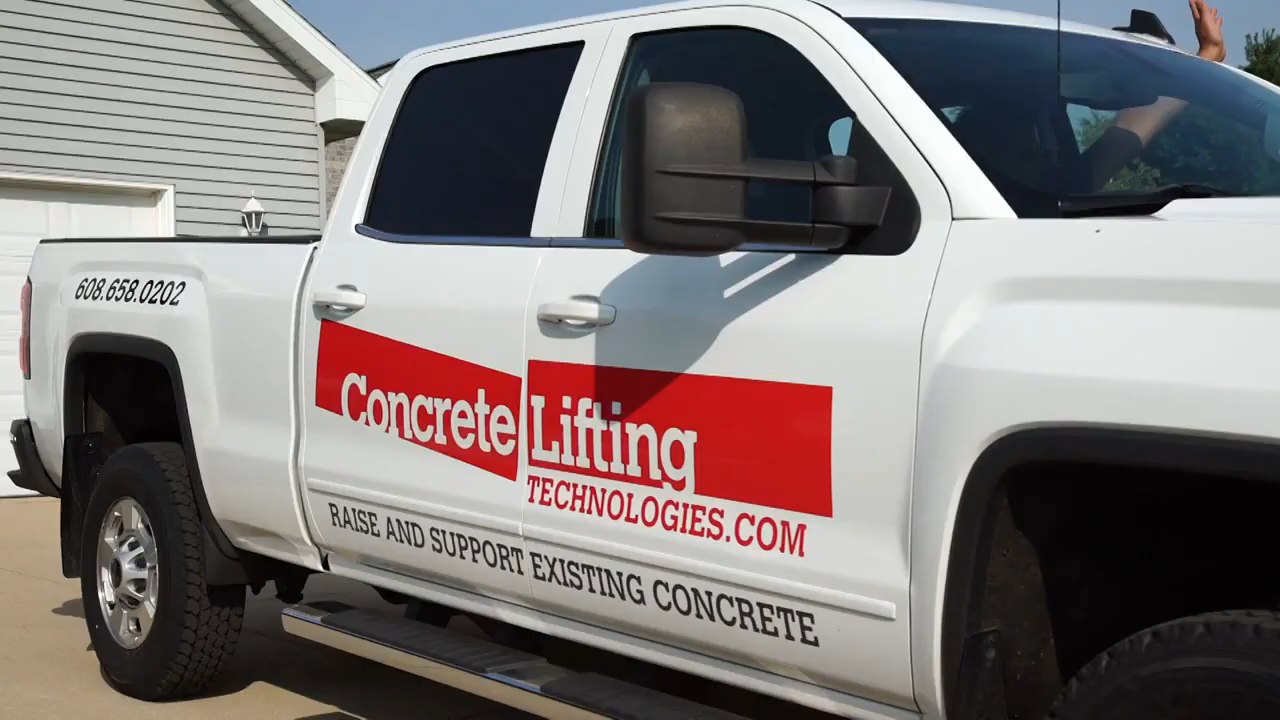 608.658.0202
Concrete Lifting
TECHNOLOGIES.COM
RAISE AND SUPPORT EXISTING CONCRETE